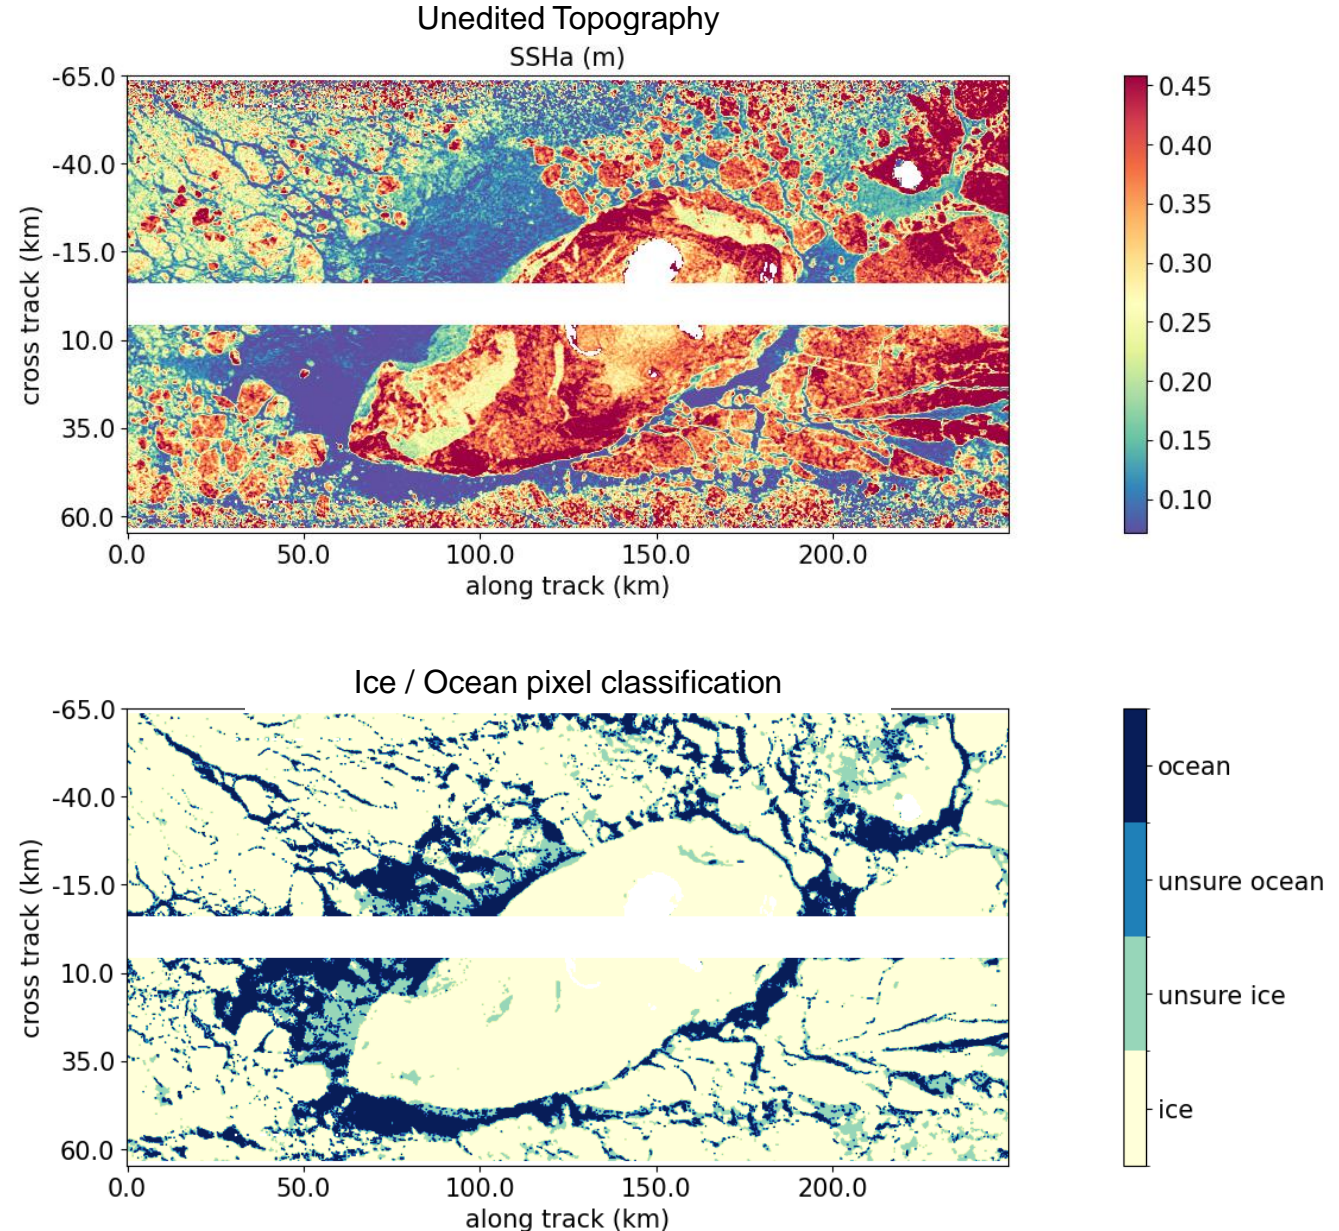 Unedited Topography
SSHa (m)
-65.0
-40.0
-15.0
10.0
35.0
60.0
cross track (km)
0.0 50.0 100.0 150.0 200.0
along track (km)
0.45
0.40
0.35
0.30
0.25
0.20
0.15
0.10
Ice / Ocean pixel classification
-65.0
-40.0
-15.0
10.0
35.0
60.0
cross track (km)
0.0 50.0 100.0 150.0 200.0
along track (km)
ocean
unsure ocean
unsure ice
ice